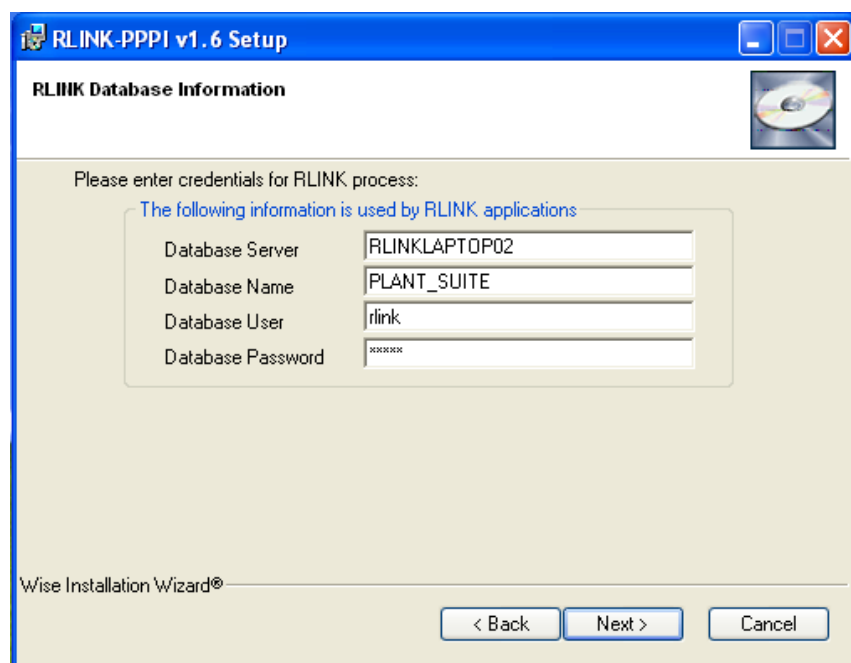 RLINK-PPPI v1.6 Setup
RLINK Database Information
Please enter credentials for RLINK process:
The following information is used by RLINK applications
Database Server RLINKLAPTOP02
Database Name PLANT_SUITE
Database User rlink
Database Password *****
Wise Installation Wizard®
< Back Next > Cancel